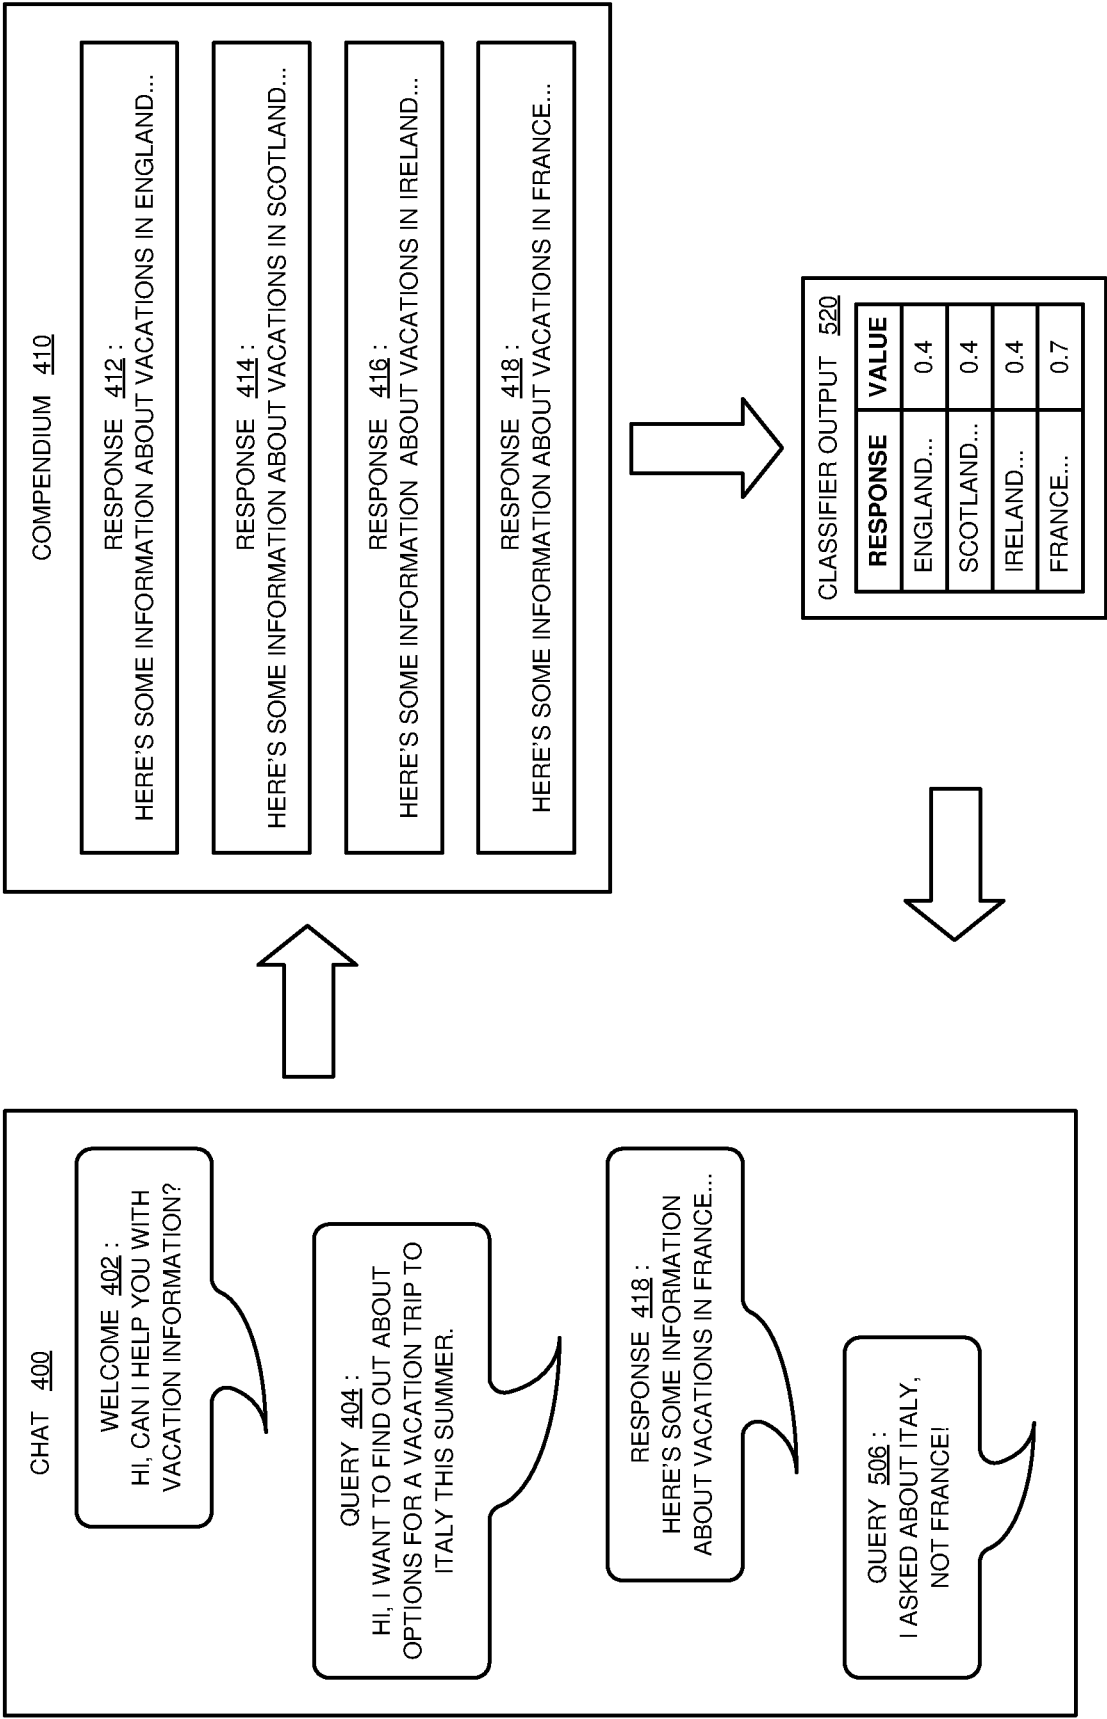 CHAT 400
WELCOME 402 :
HI, CAN I HELP YOU WITH
VACATION INFORMATION?
QUERY 404 :
HI, I WANT TO FIND OUT ABOUT
OPTIONS FOR A VACATION TRIP TO
ITALY THIS SUMMER.
RESPONSE 418 :
HERE'S SOME INFORMATION
ABOUT VACATIONS IN FRANCE...
QUERY 506 :
I ASKED ABOUT ITALY,
NOT FRANCE!
COMPENDIUM 410
RESPONSE 412 :
HERE'S SOME INFORMATION ABOUT VACATIONS IN ENGLAND...
RESPONSE 414 :
HERE'S SOME INFORMATION ABOUT VACATIONS IN SCOTLAND...
RESPONSE 416 :
HERE'S SOME INFORMATION ABOUT VACATIONS IN IRELAND...
RESPONSE 418 :
HERE'S SOME INFORMATION ABOUT VACATIONS IN FRANCE...
CLASSIFIER OUTPUT 520
RESPONSE VALUE
ENGLAND... 0.4
SCOTLAND... 0.4
IRELAND... 0.4
FRANCE... 0.7